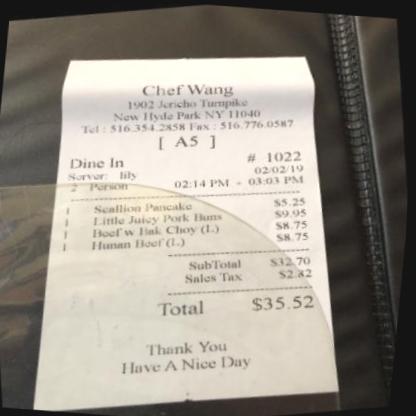 Chef Wang
1902 Jericho Turnpike
New Hyde Park NY 11040
Tel : 516.354.2858 Fax : 516.776.0587
[ A5 ]
Dine In # 1022
Server: lily 02/02/19
2 Person 02:14 PM - 03:03 PM
1 Scallion Pancake $5.25
1 Little Juicy Pork Buns $9.95
1 Beef w Bak Choy (L) $8.75
1 Hunan Beef (L) $8.75
SubTotal $32.70
Sales Tax $2.82
Total $35.52
Thank You
Have A Nice Day